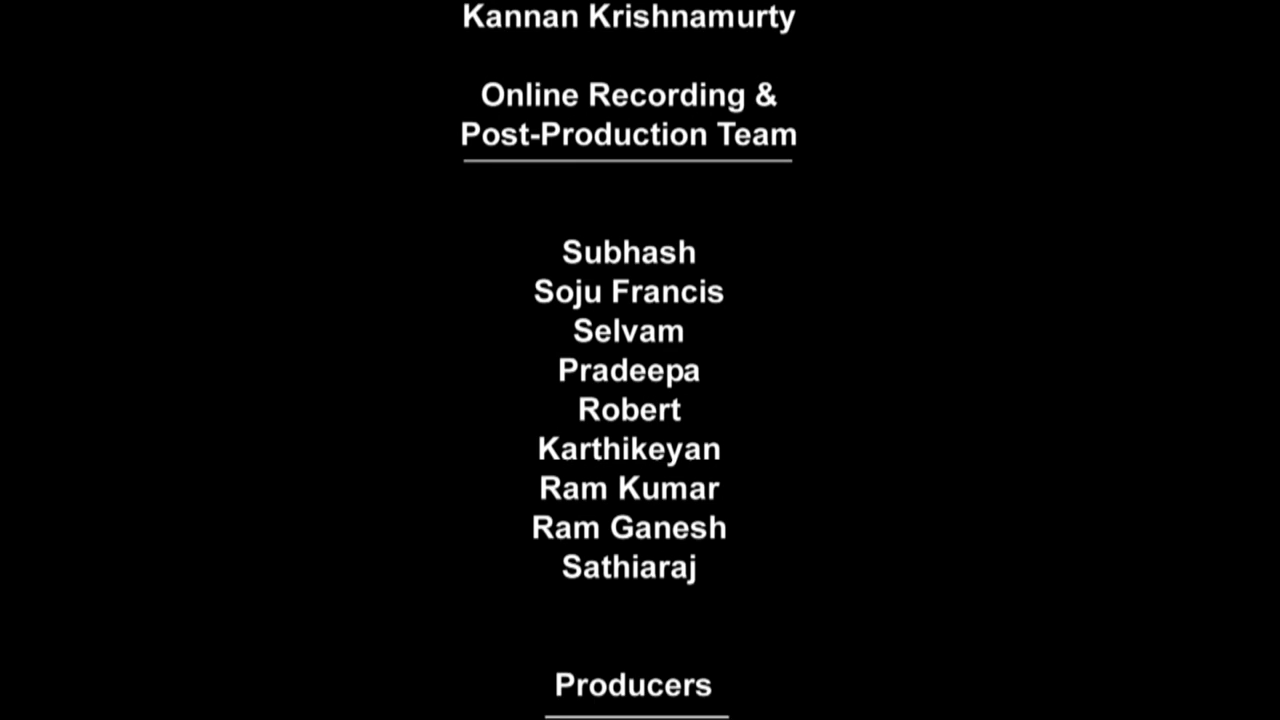 Kannan Krishnamurty
Online Recording &
Post-Production Team
Subhash
Soju Francis
Selvam
Pradeepa
Robert
Karthikeyan
Ram Kumar
Ram Ganesh
Sathiaraj
Producers